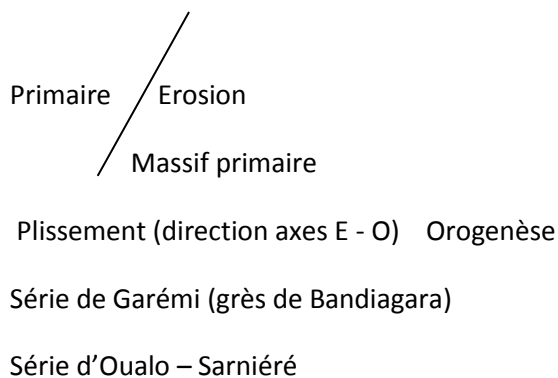 Primaire Erosion
Massif primaire
Plissement (direction axes E - O) Orogenèse
Série de Garémi (grès de Bandiagara)
Série d’Oualo – Sarniéré